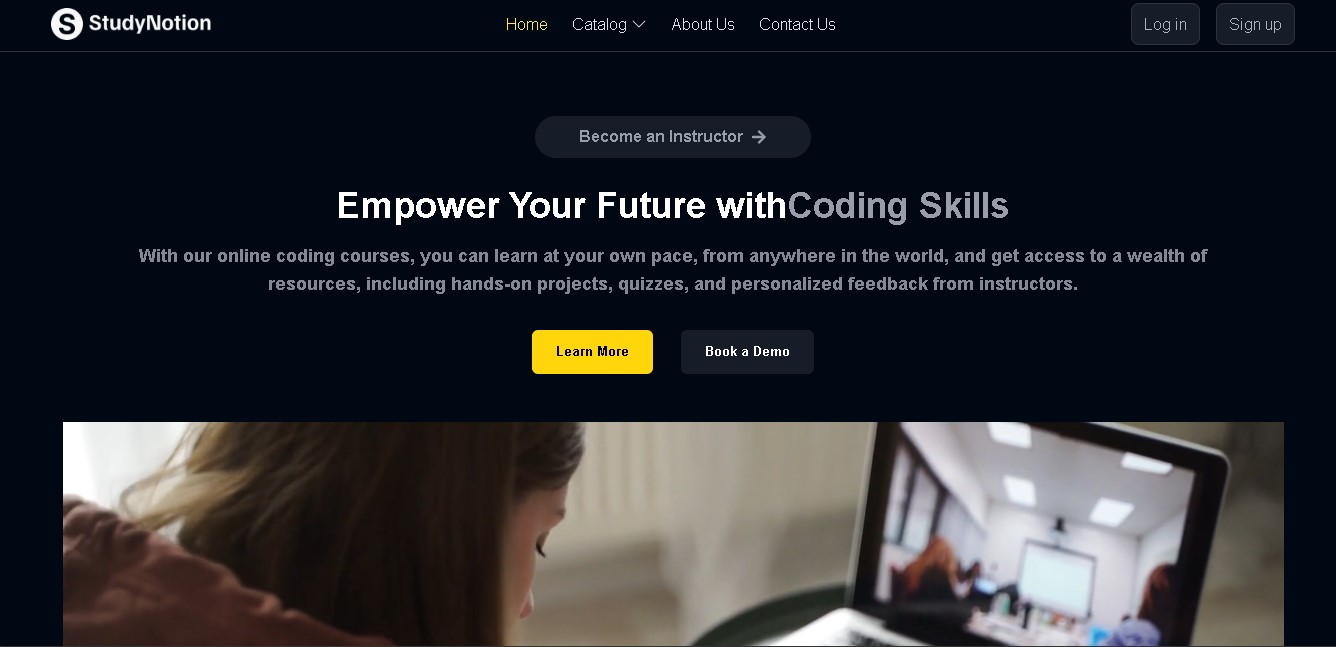 StudyNotion
Home Catalog About Us Contact Us
Log in Sign up
Become an Instructor
Empower Your Future withCoding Skills
With our online coding courses, you can learn at your own pace, from anywhere in the world, and get access to a wealth of
resources, including hands-on projects, quizzes, and personalized feedback from instructors.
Learn More Book a Demo